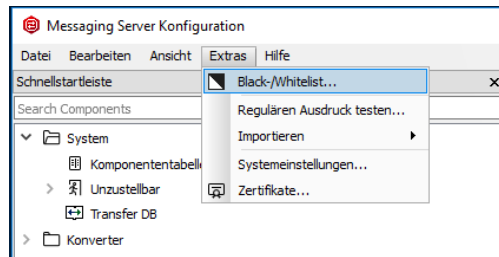 Messaging Server Konfiguration
Datei Bearbeiten Ansicht Extras Hilfe
Schnellstartleiste
Black-/Whitelist...
Search Components
Regulären Ausdruck testen...
System
Importieren
Systemeinstellungen...
Unzustellbar
Zertifikate...
Transfer DB
Konverter